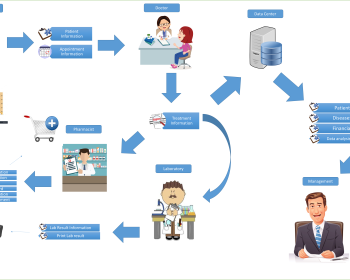 Doctor
Data Center
Patient
Information
Appointment
Information
Patient
Disease
Financial
Data analysis
Treatment
Information
Pharmacist
Laboratory
Management
Lab Result Information
Print Lab result